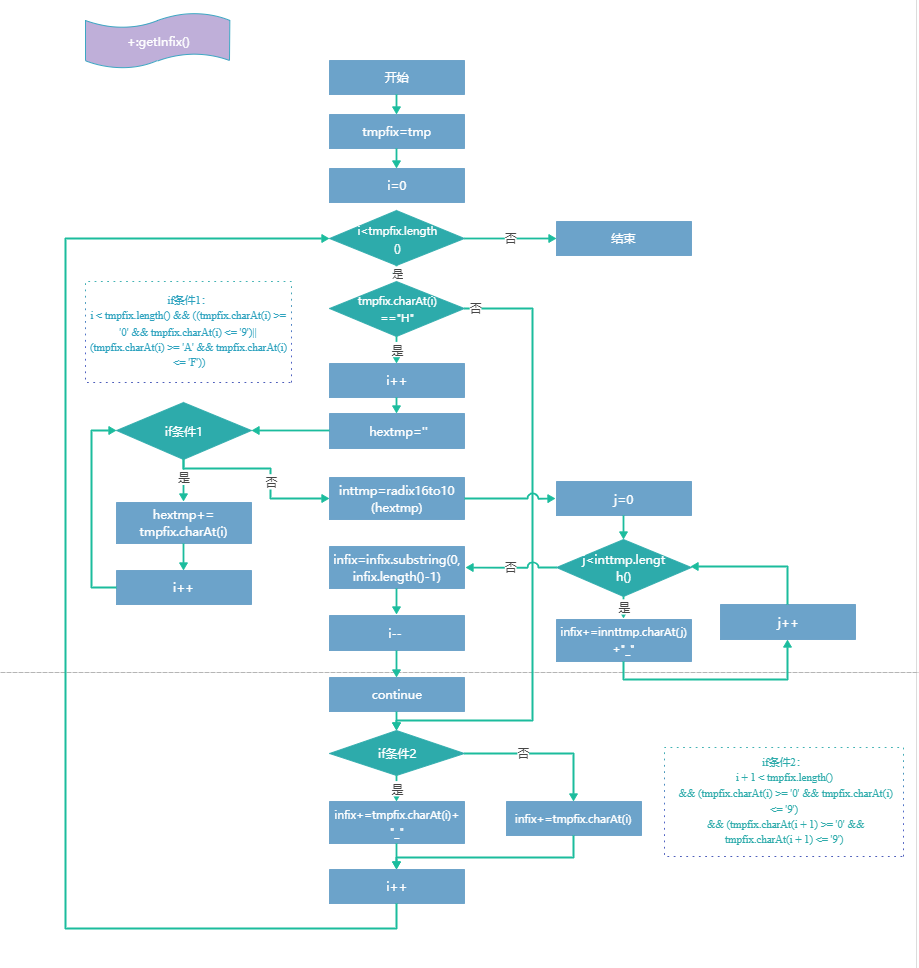 +:getInfix()
开始
tmpfix=tmp
i=0
i<tmpfix.length
()
否
结束
是
tmpfix.charAt(i)
=="H"
否
if条件1:
i < tmpfix.length() && ((tmpfix.charAt(i) >=
'0' && tmpfix.charAt(i) <= '9')||
(tmpfix.charAt(i) >= 'A' && tmpfix.charAt(i)
<= 'F'))
是
i++
hextmp=''
if条件1
是
否
hextmp+=
tmpfix.charAt(i)
i++
inttmp=radix16to10
(hextmp)
j=0
infix=infix.substring(0,
infix.length()-1)
否
j<inttmp.lengt
h()
是
infix+=innttmp.charAt(j)
+"_"
j++
i--
continue
if条件2
否
是
infix+=tmpfix.charAt(i)+
"_"
infix+=tmpfix.charAt(i)
i++
if条件2:
i + 1 < tmpfix.length()
&& (tmpfix.charAt(i) >= '0' && tmpfix.charAt(i)
<= '9')
&& (tmpfix.charAt(i + 1) >= '0' &&
tmpfix.charAt(i + 1) <= '9')